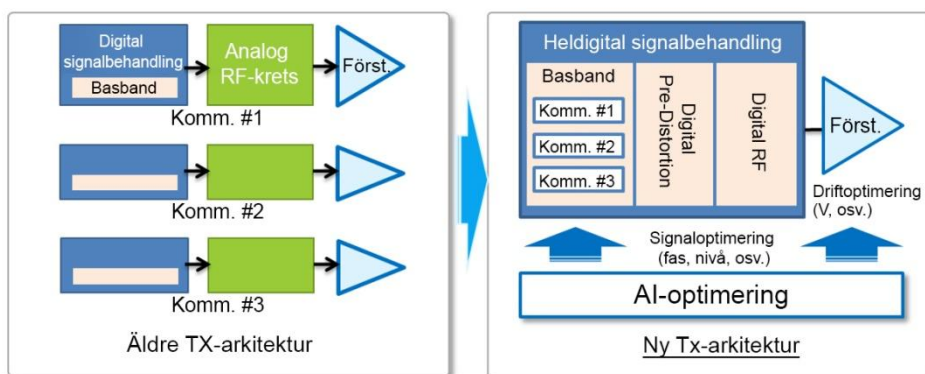 Digital
signalbehandling
Basband
Analog
RF-krets
Först.
Komm. #1
Komm. #2
Komm. #3
Äldre TX-arkitektur
Heldigital signalbehandling
Basband
Komm. #1
Komm. #2
Komm. #3
Digital
Pre-Distortion
Digital RF
Först.
Driftoptimering
(V, osv.)
Signaloptimering
(fas, nivå, osv.)
AI-optimering
Ny Tx-arkitektur